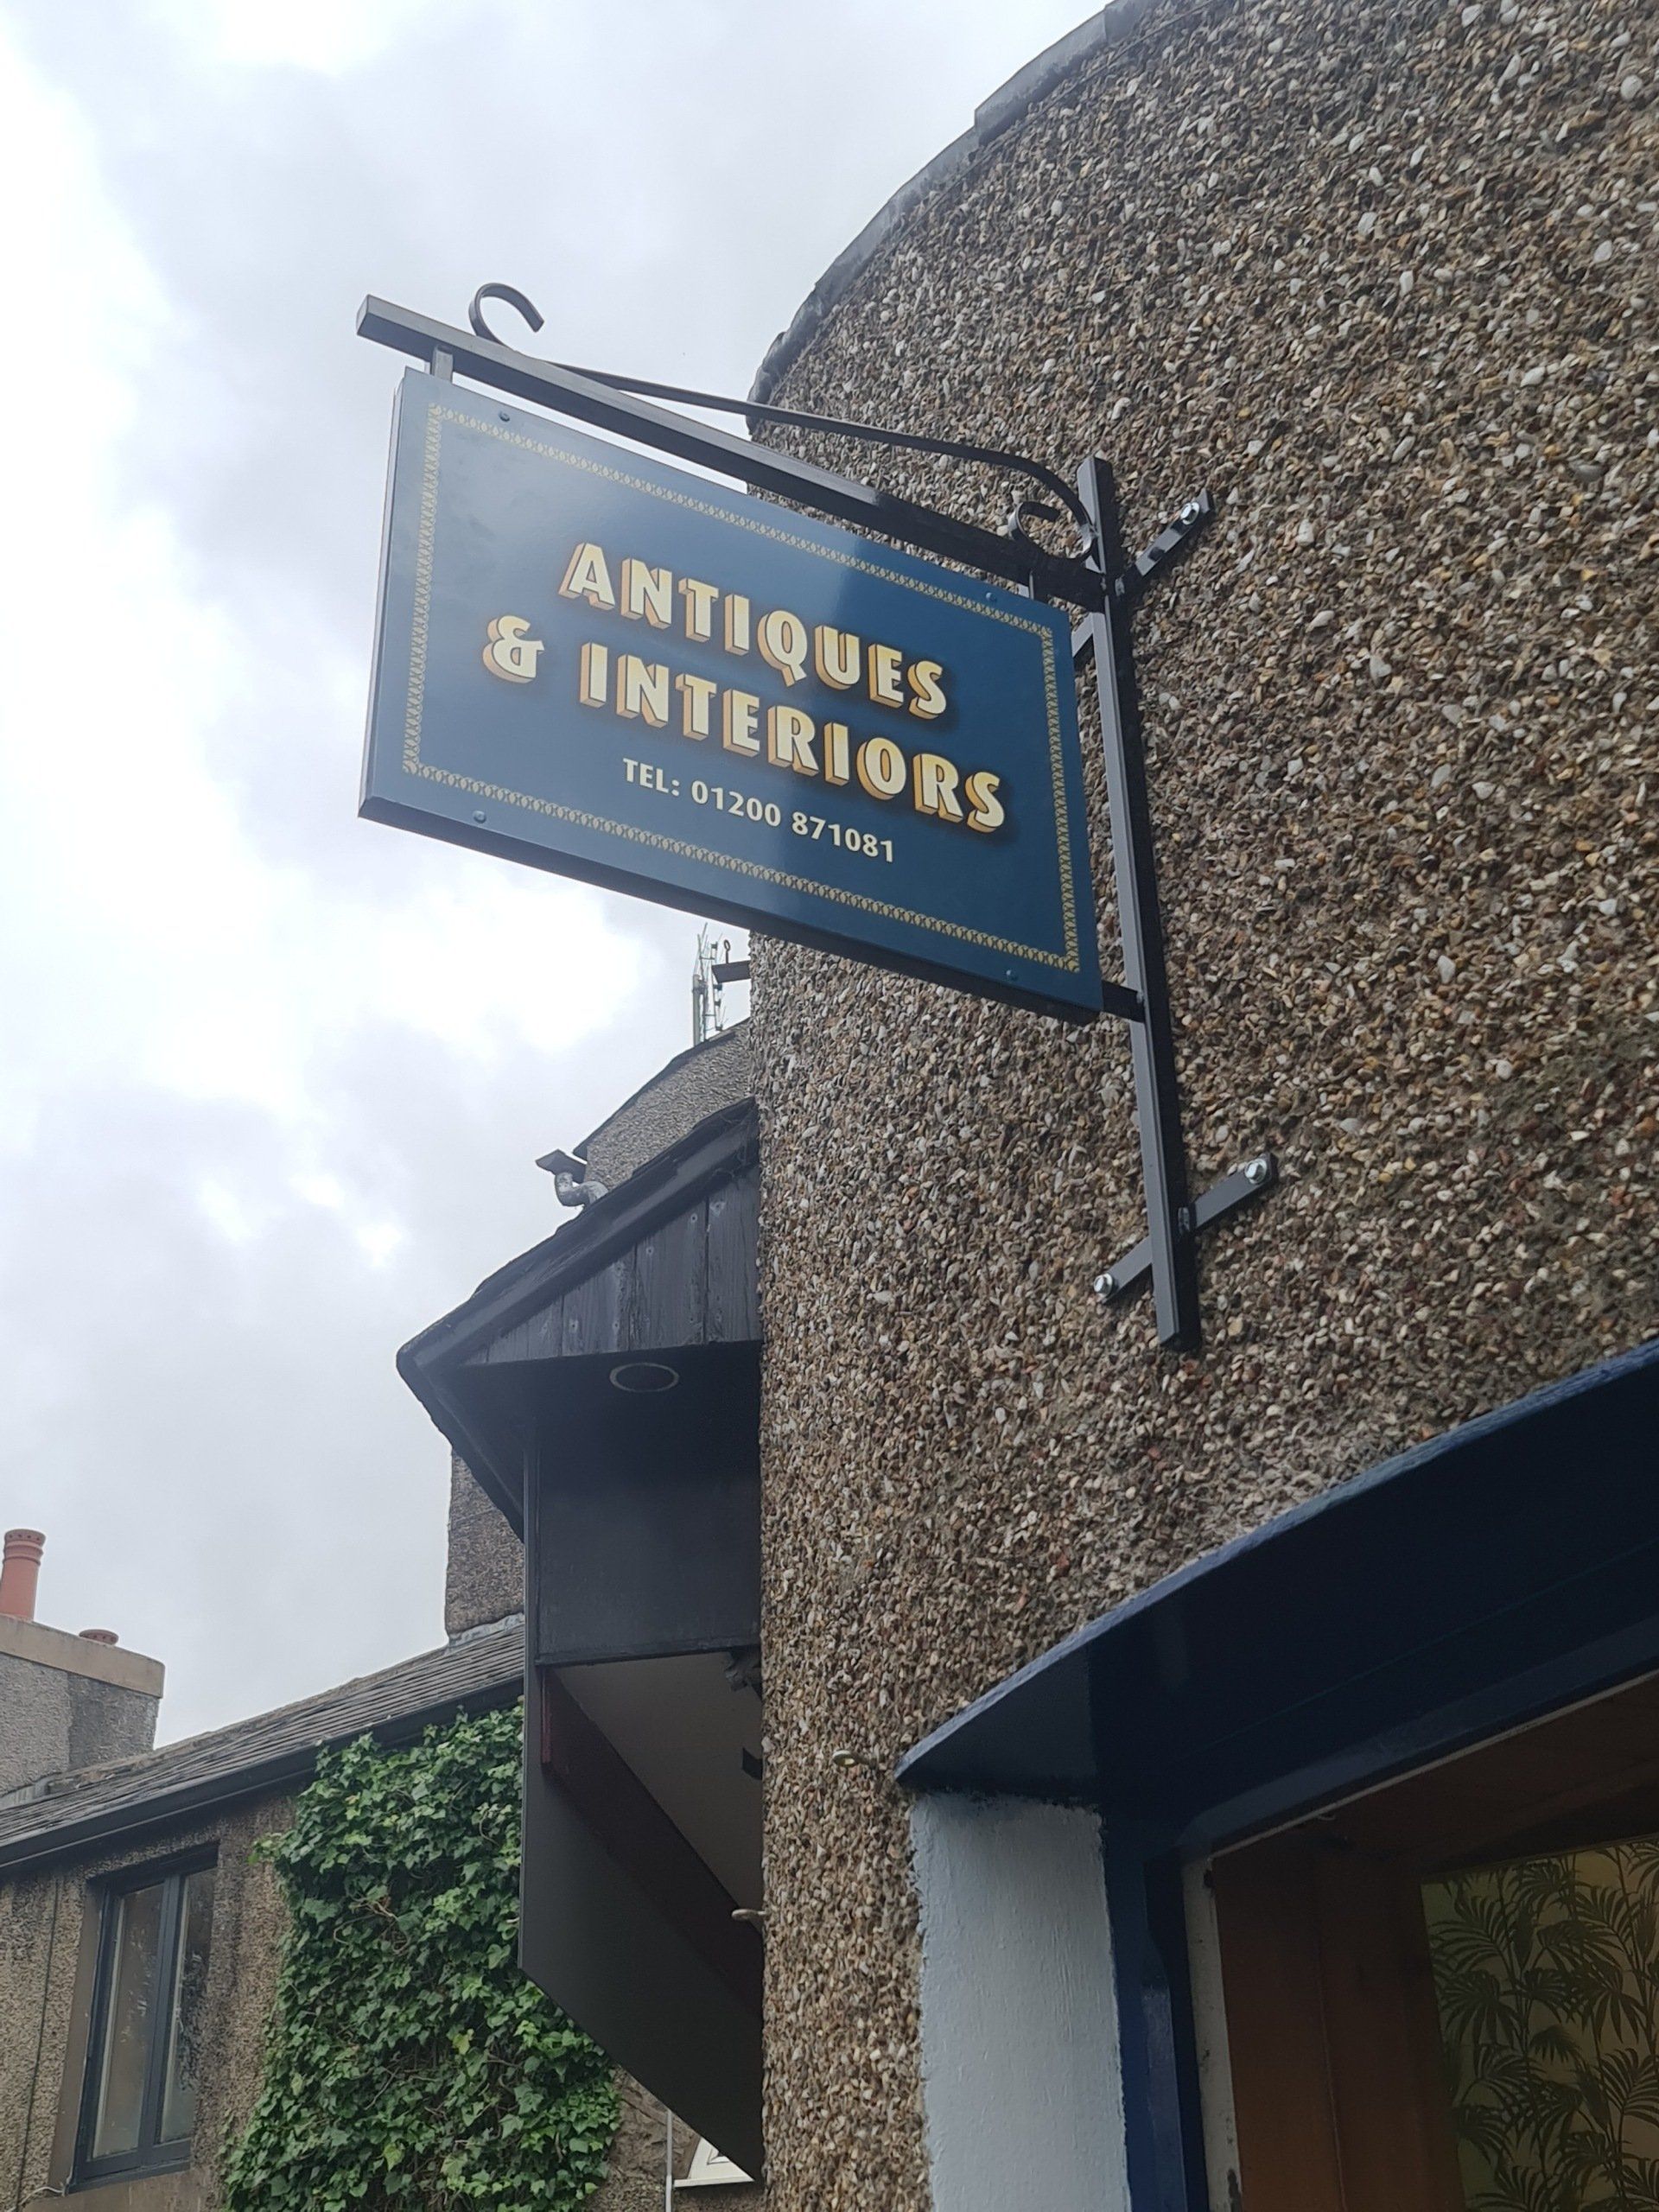 ANTIQUES
& INTERIORS
TEL: 01200 871081